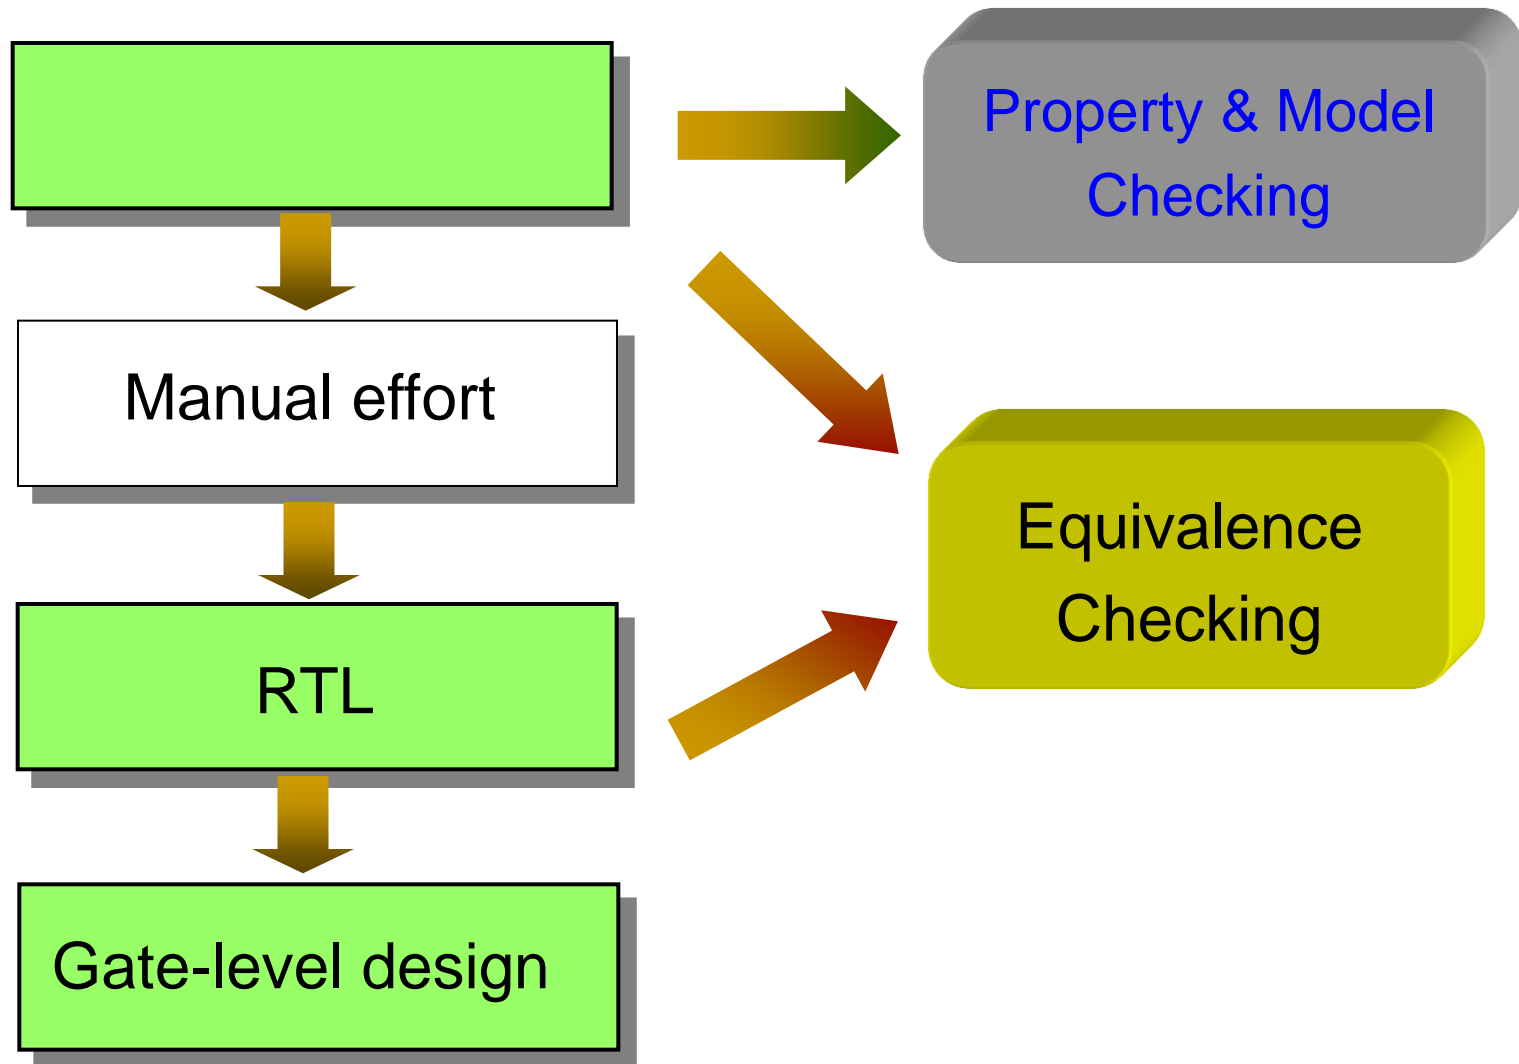 Property & Model
Checking
Manual effort
Equivalence
Checking
RTL
Gate-level design